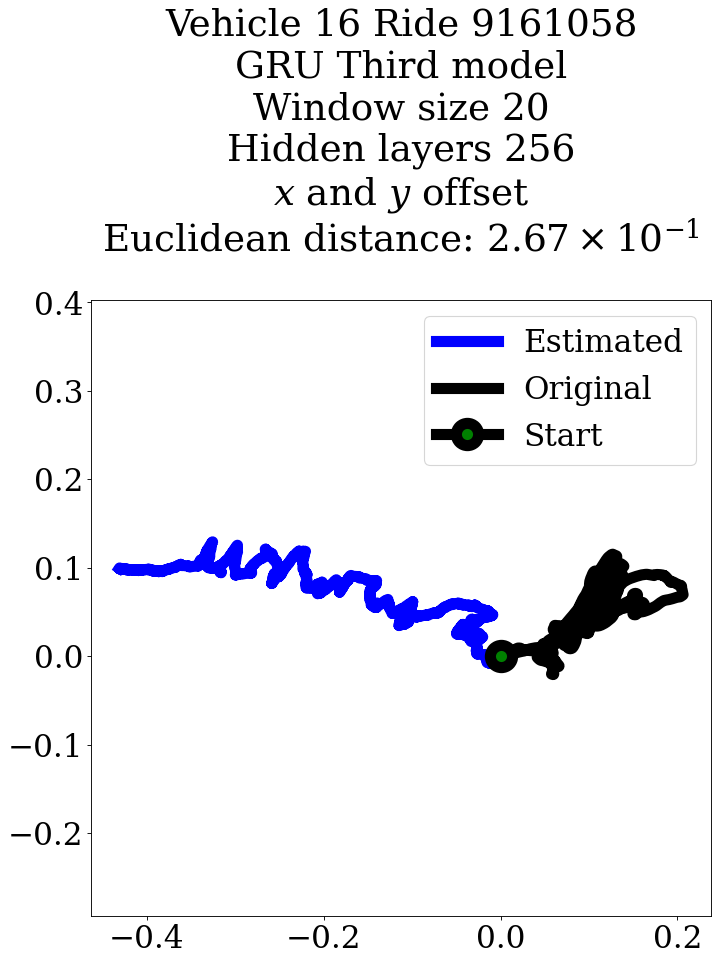 Vehicle 16 Ride 9161058
GRU Third model
Window size 20
Hidden layers 256
x and y offset
Euclidean distance: 2.67 × 10⁻¹
0.4
0.3
0.2
0.1
0.0
−0.1
−0.2
Estimated
Original
Start
−0.4
−0.2
0.0
0.2